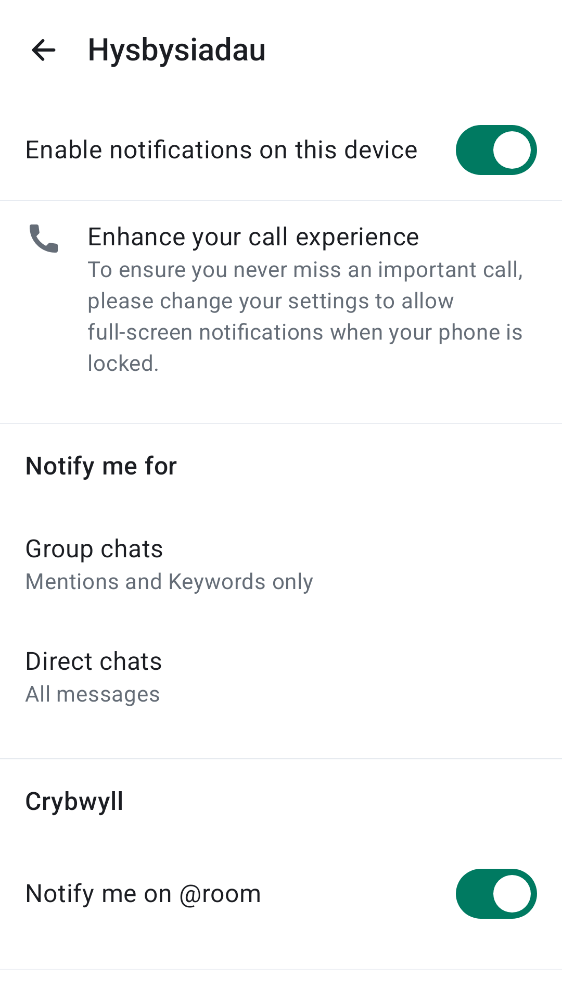 Hysbysiadau
Enable notifications on this device
Enhance your call experience
To ensure you never miss an important call,
please change your settings to allow
full-screen notifications when your phone is
locked.
Notify me for
Group chats
Mentions and Keywords only
Direct chats
All messages
Crybwyll
Notify me on @room